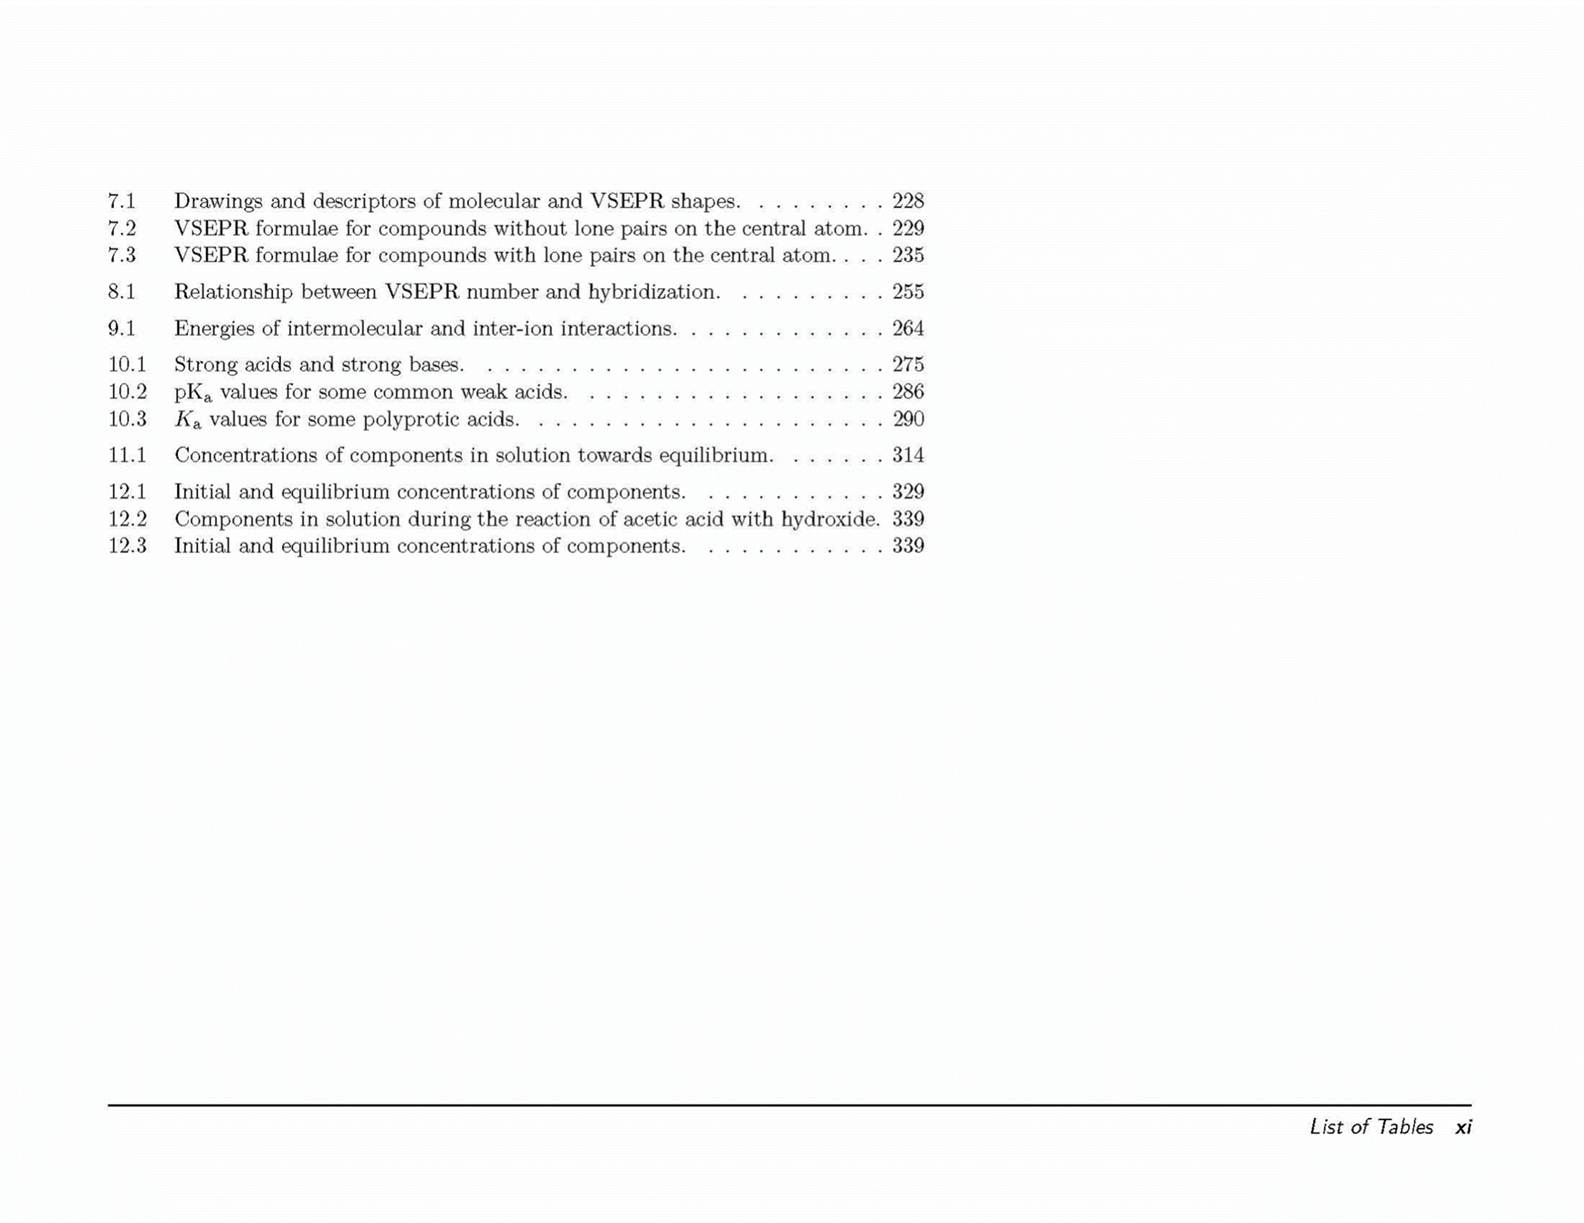 7.1 Drawings and descriptors of molecular and VSEPR shapes. . . . . . . . . 228
7.2 VSEPR formulae for compounds without lone pairs on the central atom. . 229
7.3 VSEPR formulae for compounds with lone pairs on the central atom. . . . 235
8.1 Relationship between VSEPR number and hybridization. . . . . . . . . . 255
9.1 Energies of intermolecular and inter-ion interactions. . . . . . . . . . . . . 264
10.1 Strong acids and strong bases. . . . . . . . . . . . . . . . . . . . . . . . . 275
10.2 pKₐ values for some common weak acids. . . . . . . . . . . . . . . . . . . 286
10.3 Kₐ values for some polyprotic acids. . . . . . . . . . . . . . . . . . . . . . 290
11.1 Concentrations of components in solution towards equilibrium. . . . . . . 314
12.1 Initial and equilibrium concentrations of components. . . . . . . . . . . . 329
12.2 Components in solution during the reaction of acetic acid with hydroxide. 339
12.3 Initial and equilibrium concentrations of components. . . . . . . . . . . . 339
List of Tables xi